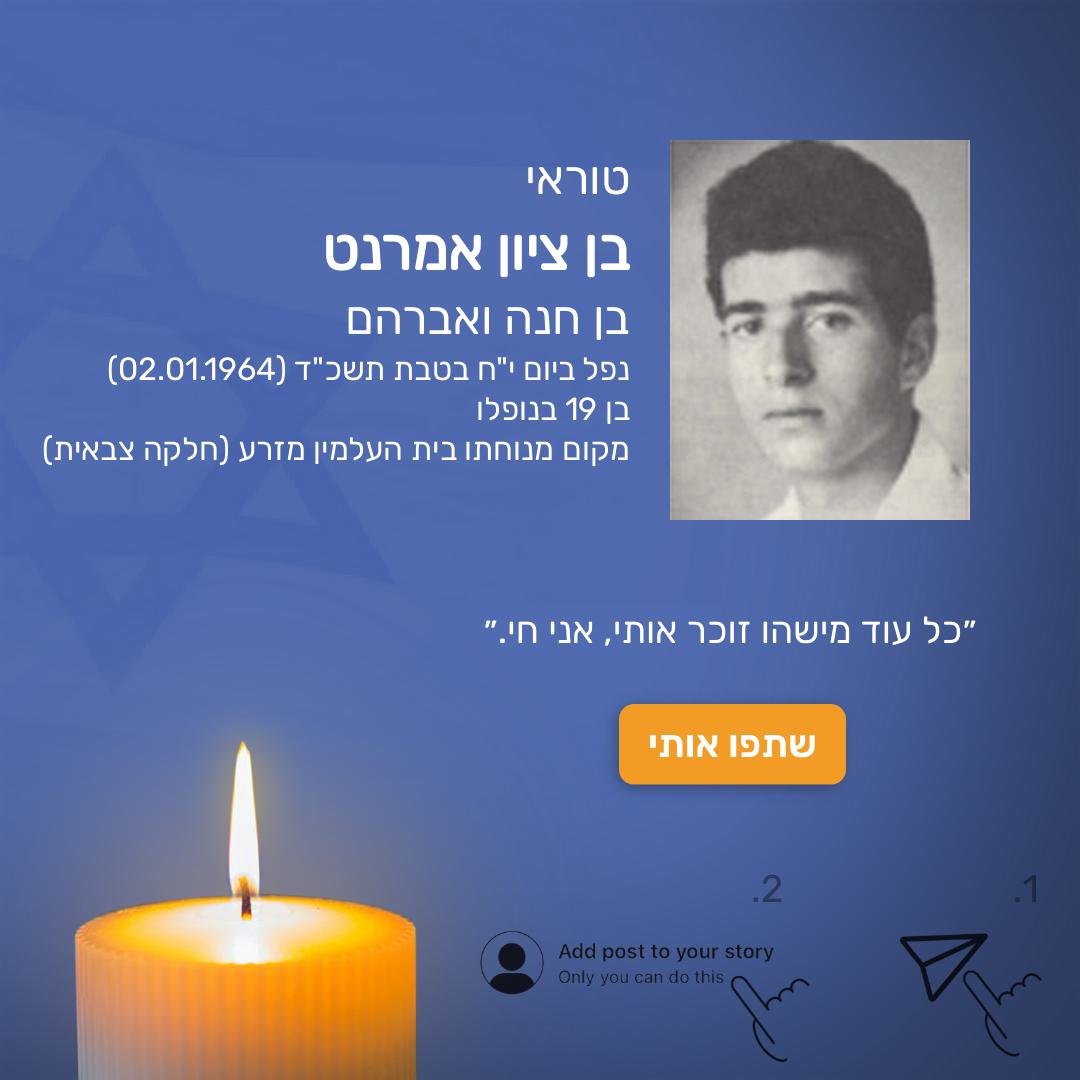 טוראי
בן ציון אמרנט
בן חנה ואברהם
נפל ביום י"ח בטבת תשכ"ד (02.01.1964)
בן 19 בנופלו
מקום מנוחתו בית העלמין מזרע (חלקה צבאית)
״כל עוד מישהו זוכר אותי, אני חי.״
שתפו אותי
1.
2.
Add post to your story
Only you can do this